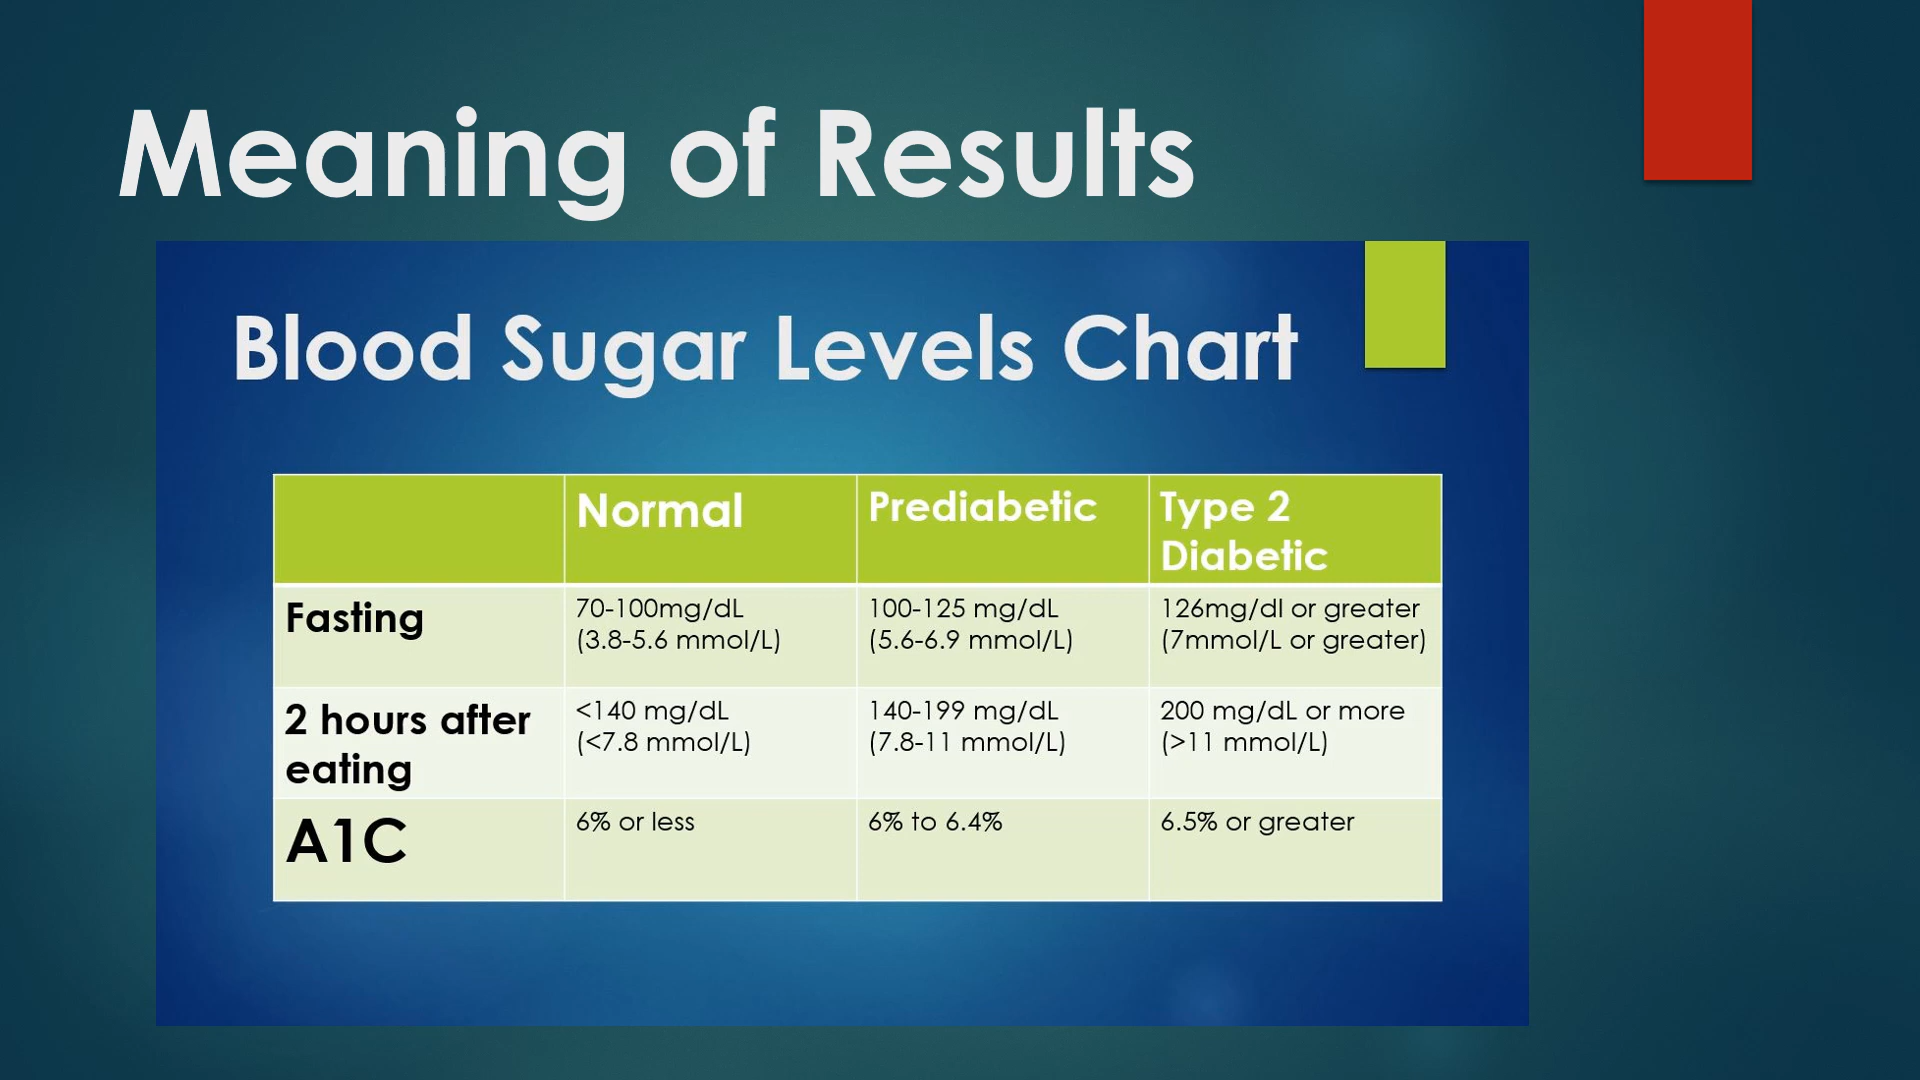 Meaning of Results
Blood Sugar Levels Chart
Normal
Prediabetic
Type 2
Diabetic
Fasting
70-100mg/dL
(3.8-5.6 mmol/L)
100-125 mg/dL
(5.6-6.9 mmol/L)
126mg/dl or greater
(7mmol/L or greater)
2 hours after
eating
<140 mg/dL
(<7.8 mmol/L)
140-199 mg/dL
(7.8-11 mmol/L)
200 mg/dL or more
(>11 mmol/L)
A1C
6% or less
6% to 6.4%
6.5% or greater